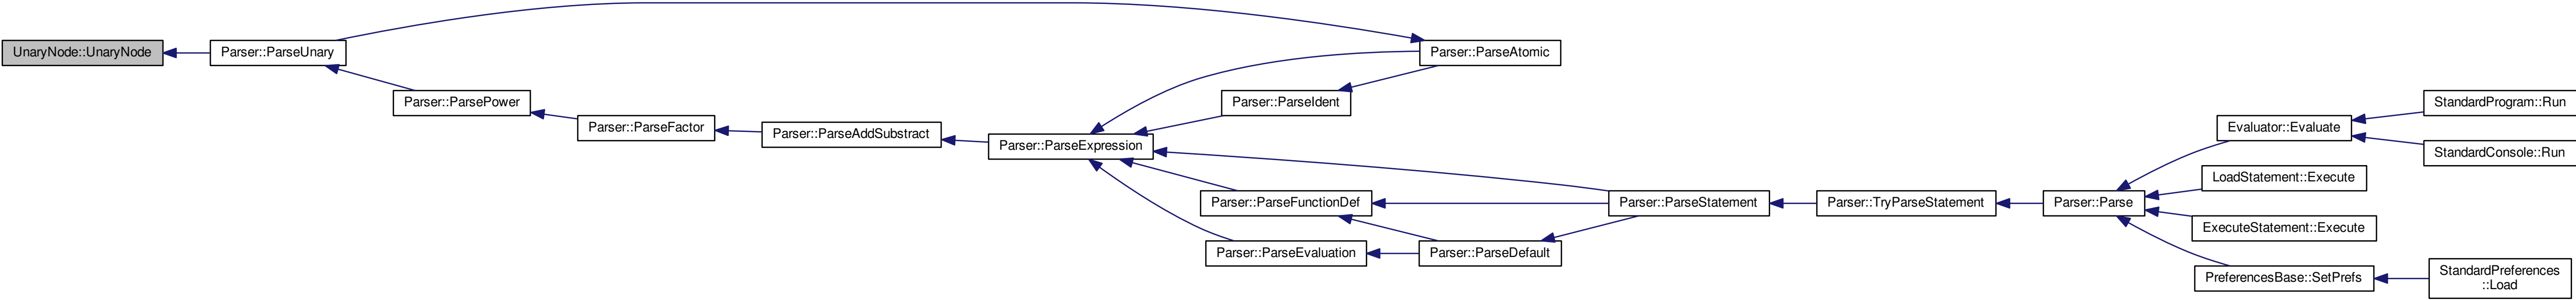 UnaryNode::UnaryNode
Parser::ParseUnary
Parser::ParsePower
Parser::ParseFactor
Parser::ParseAddSubstract
Parser::ParseExpression
Parser::ParseAtomic
Parser::ParseIdent
Parser::ParseFunctionDef
Parser::ParseEvaluation
Parser::ParseDefault
Parser::ParseStatement
Parser::TryParseStatement
Parser::Parse
Evaluator::Evaluate
LoadStatement::Execute
ExecuteStatement::Execute
PreferencesBase::SetPrefs
StandardProgram::Run
StandardConsole::Run
StandardPreferences
::Load